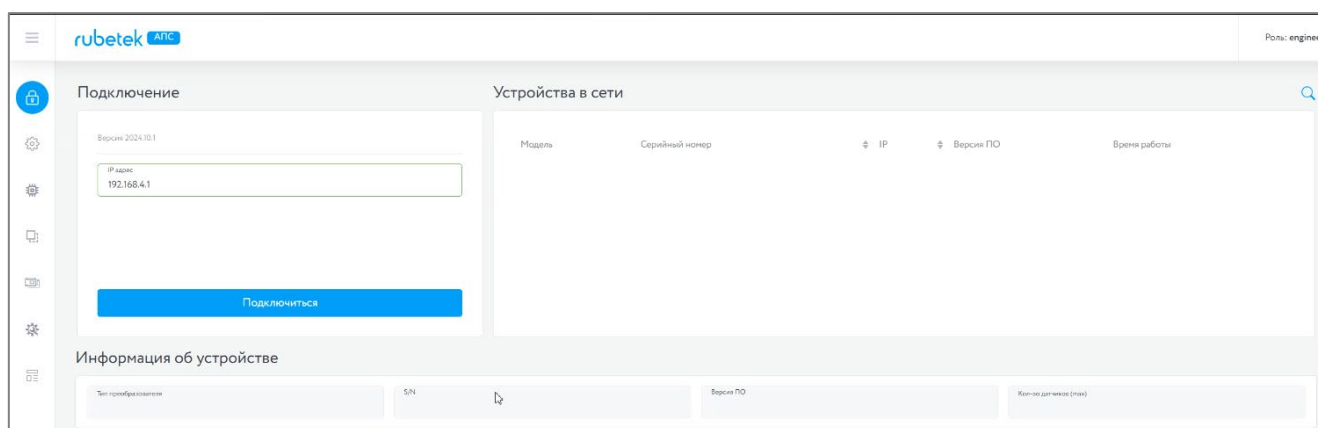 rubetek АПС
Роль: enginee
Подключение
Устройства в сети
Версия 2024.10.1
Модель Серийный номер IP Версия ПО Время работы
IP адрес
192.168.4.1
Подключиться
Информация об устройстве
Тип преобразователя S/N Версия ПО Кол-во датчиков (max)